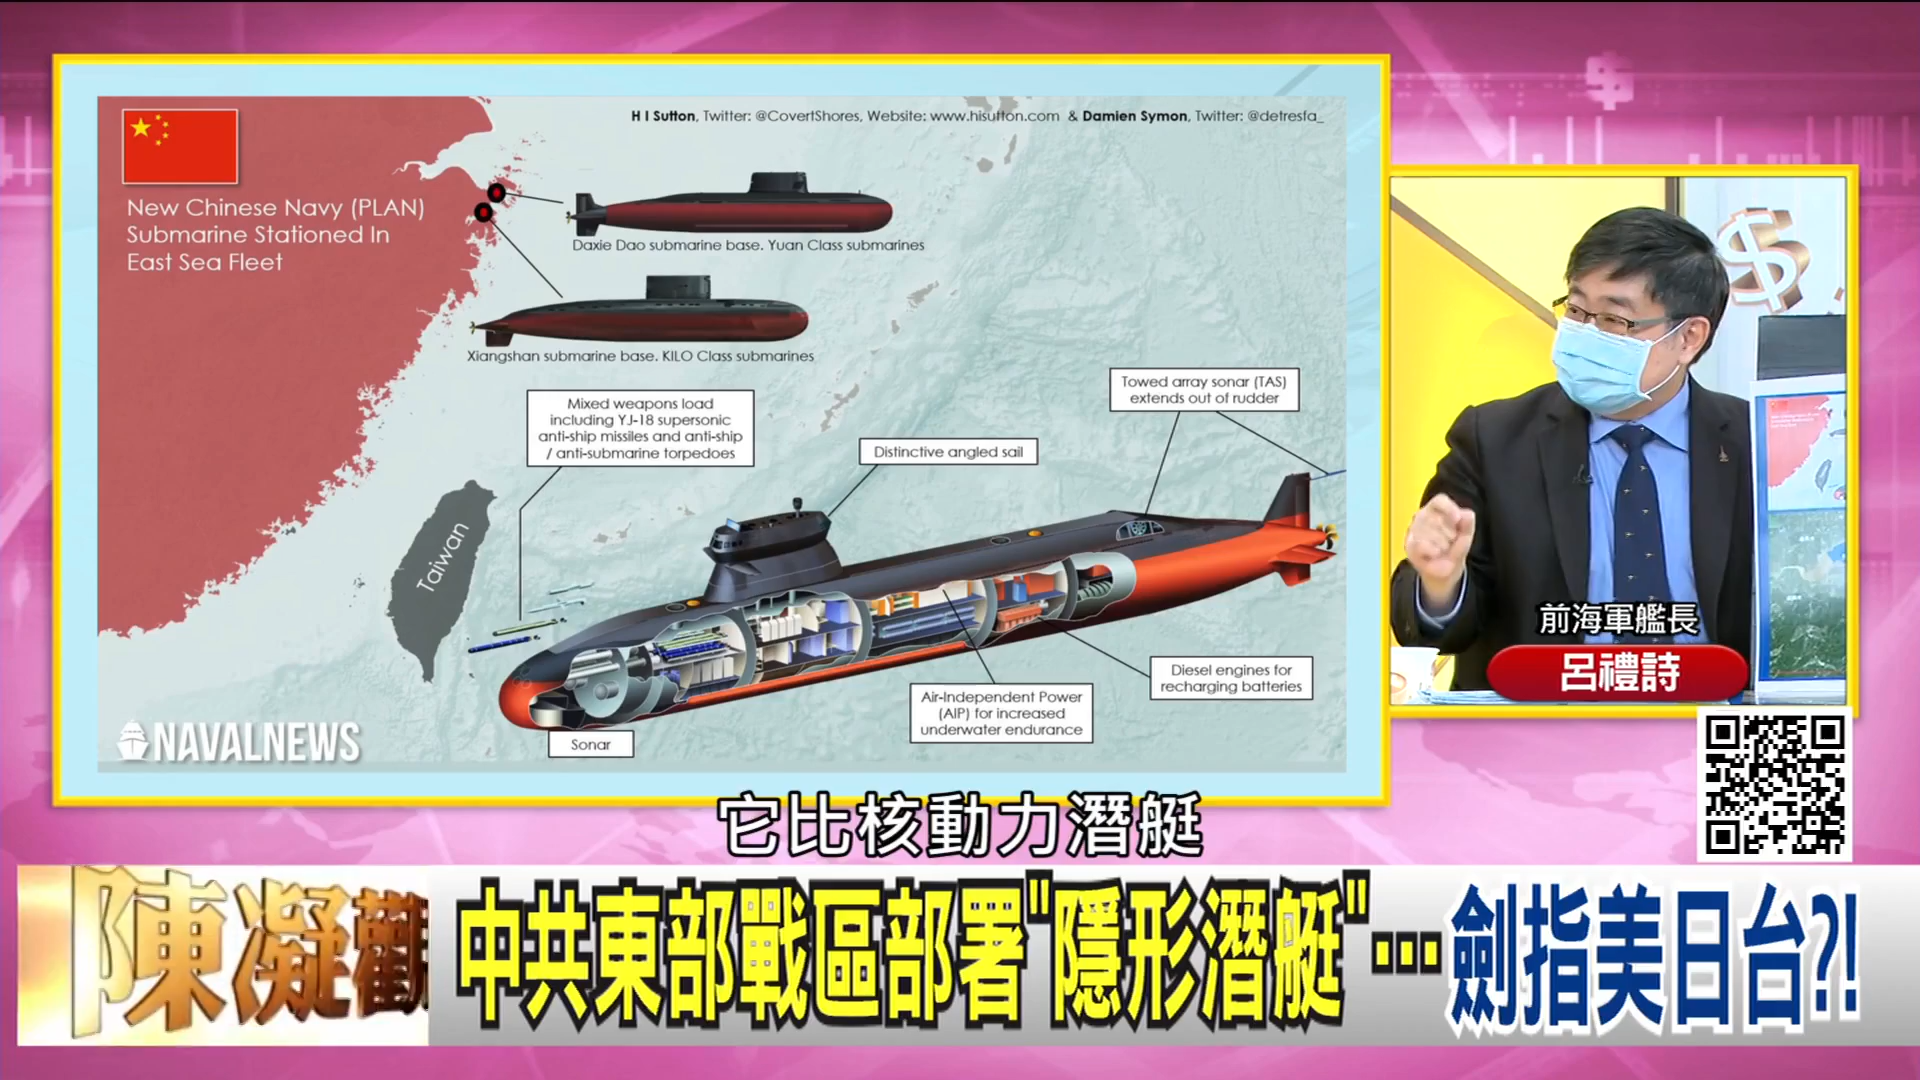 H I Sutton, Twitter: @CovertShores, Website: www.hisutton.com & Damien Symon, Twitter: @detresfa_
New Chinese Navy (PLAN)
Submarine Stationed In
East Sea Fleet
Daxie Dao submarine base. Yuan Class submarines
Xiangshan submarine base. KILO Class submarines
Mixed weapons load
including YJ-18 supersonic
anti-ship missiles and anti-ship
/ anti-submarine torpedoes
Distinctive angled sail
Towed array sonar (TAS)
extends out of rudder
Taiwan
Diesel engines for
recharging batteries
Air-Independent Power
(AIP) for increased
underwater endurance
Sonar
NAVALNEWS
前海軍艦長
呂禮詩
它比核動力潛艇
陳凝觀
中共東部戰區部署"隱形潛艇"…劍指美日台?!